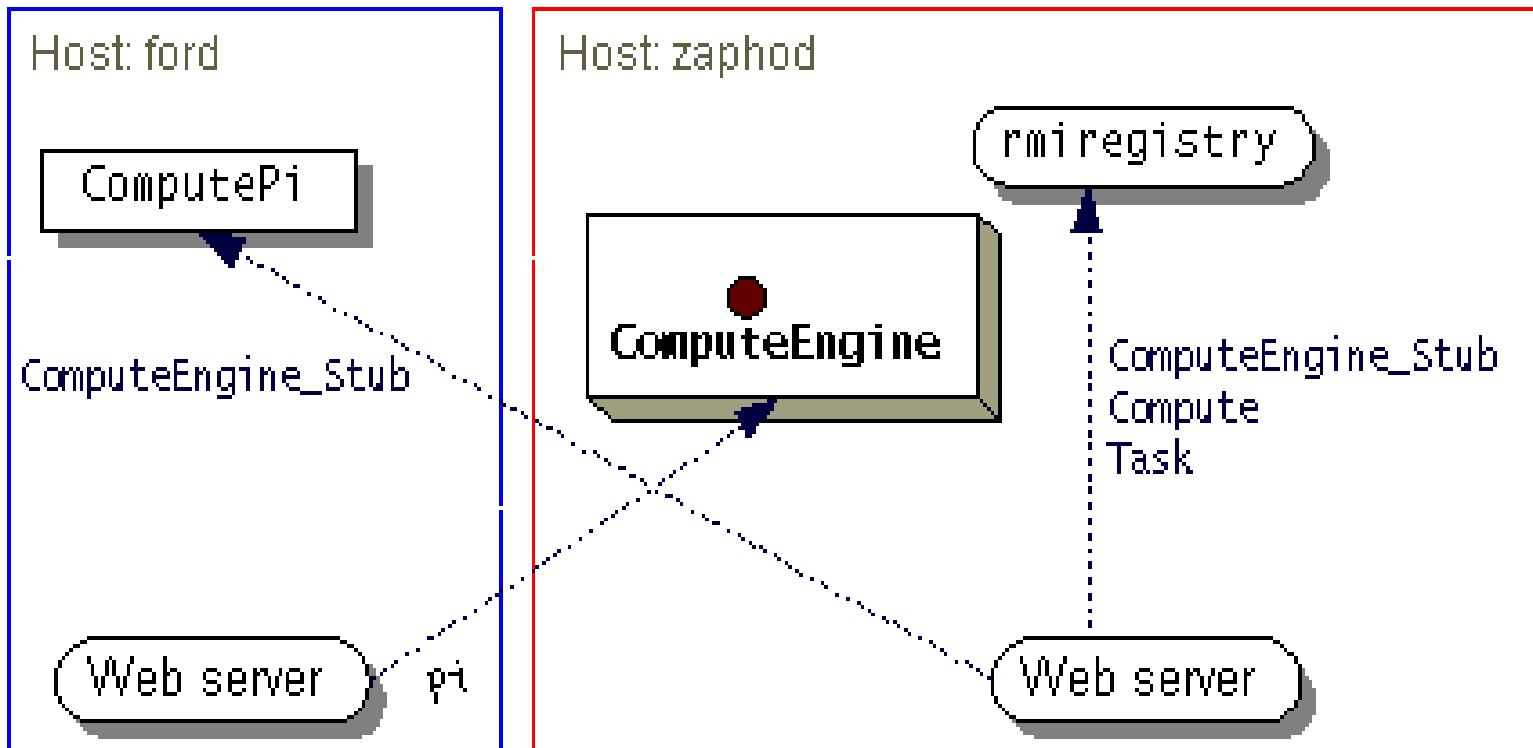 Host: ford
ComputePi
ComputeEngine_Stub
Web server
pi
Host: zaphod
rmiregistry
ComputeEngine
ComputeEngine_Stub
Compute
Task
Web server